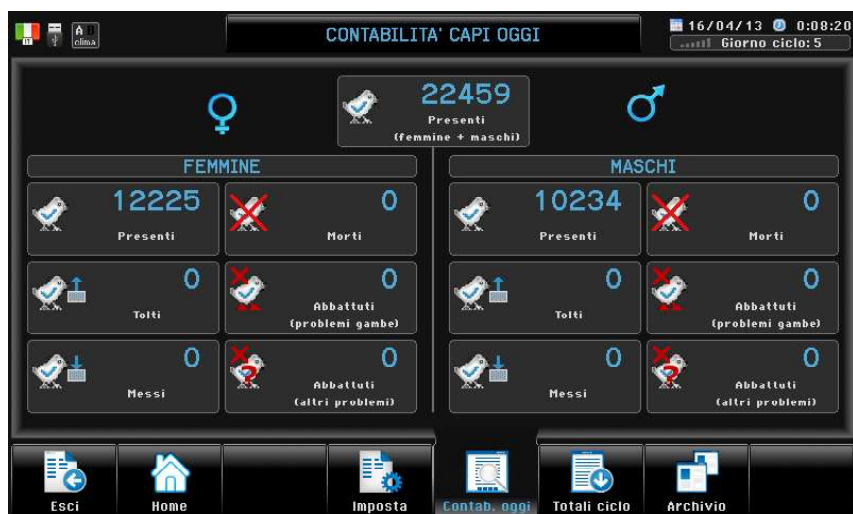 IT
A B
clima
CONTABILITA' CAPI OGGI
16/04/13 0:08:20
Giorno ciclo: 5
22459
Presenti
(femmine + maschi)
FEMMINE
MASCHI
12225
Presenti
0
Morti
10234
Presenti
0
Morti
0
Tolti
0
Abbattuti
(problemi gambe)
0
Tolti
0
Abbattuti
(problemi gambe)
0
Messi
0
Abbattuti
(altri problemi)
0
Messi
0
Abbattuti
(altri problemi)
Esci
Home
Imposta
Contab. oggi
Totali ciclo
Archivio